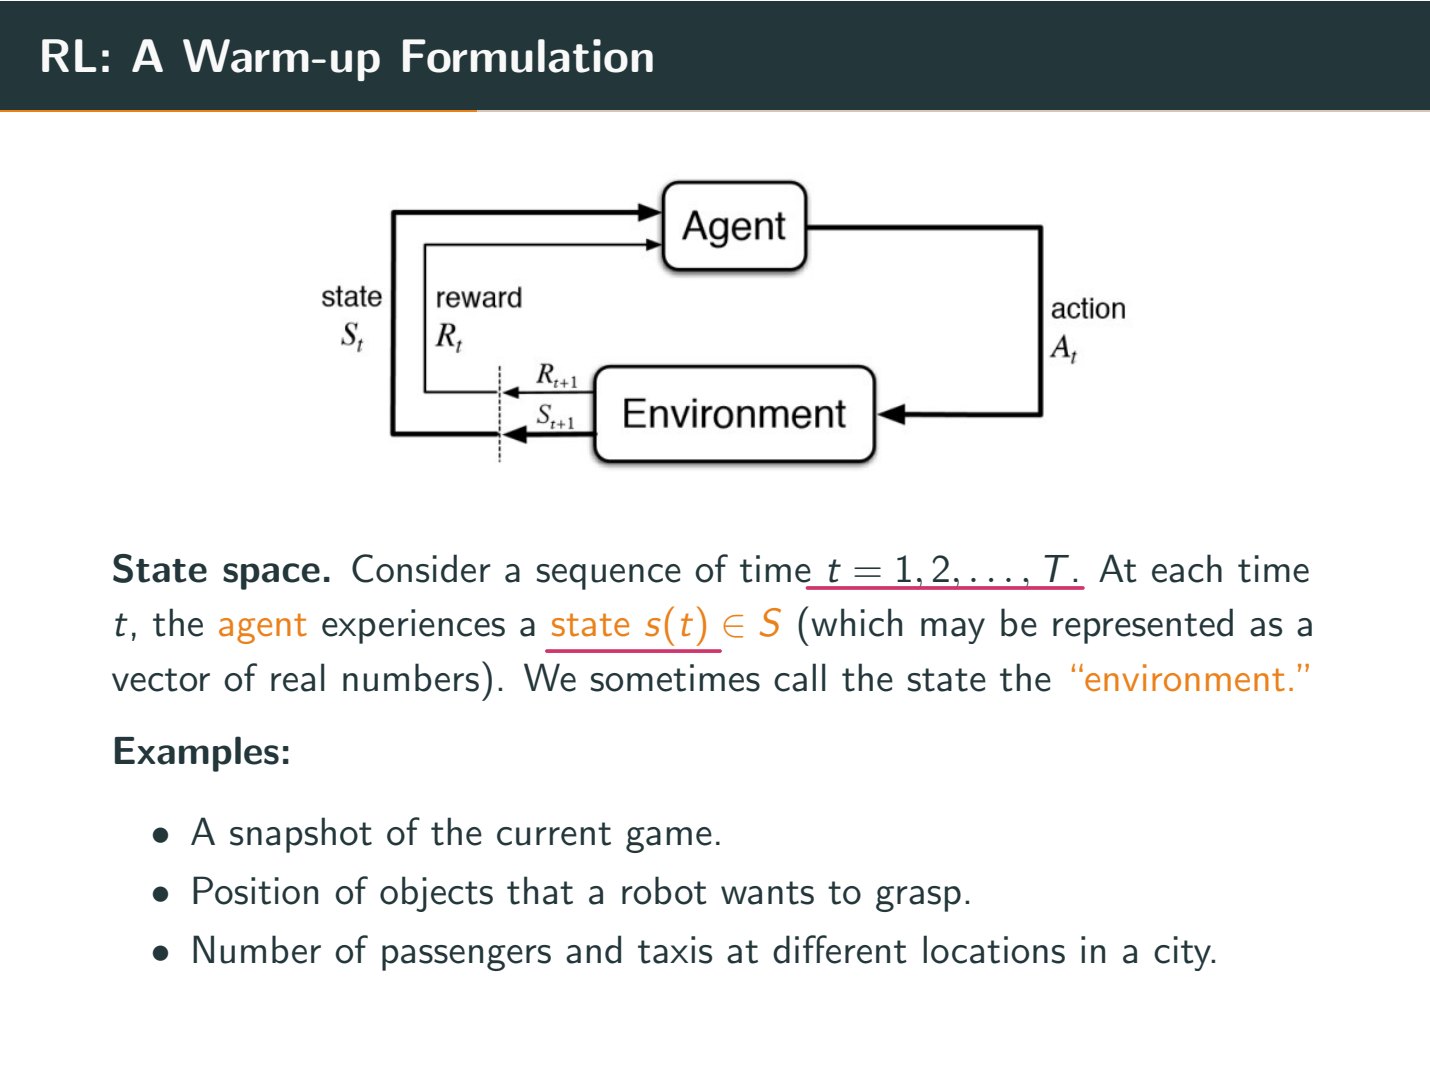 RL: A Warm-up Formulation
Agent
state
S_t
reward
R_t
action
A_t
R_{t+1}
S_{t+1}
Environment
State space. Consider a sequence of time t = 1, 2, . . . , T. At each time
t, the agent experiences a state s(t) ∈ S (which may be represented as a
vector of real numbers). We sometimes call the state the “environment.”
Examples:
• A snapshot of the current game.
• Position of objects that a robot wants to grasp.
• Number of passengers and taxis at different locations in a city.